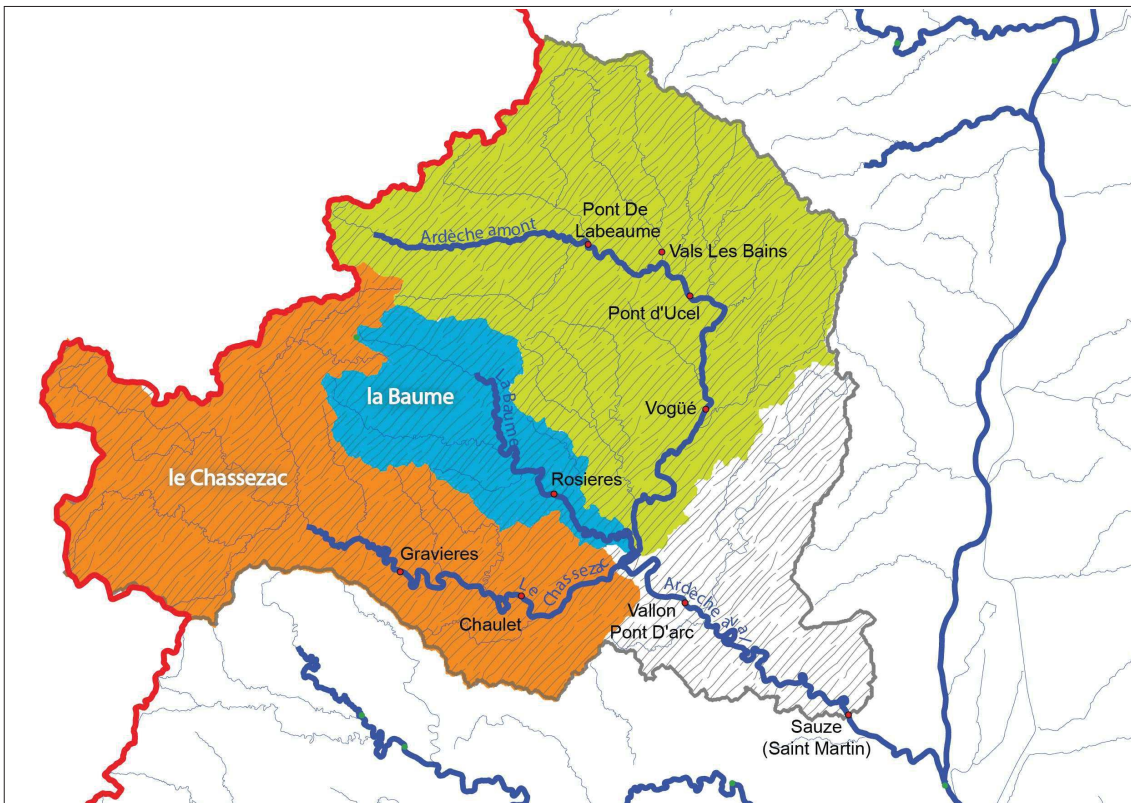 Pont De
Labeaume
Ardèche amont
Vals Les Bains
Pont d'Ucel
la Baume
La Baume
Vogüé
le Chassezac
Rosieres
Gravieres
Le Chassezac
Chaulet
Ardèche aval
Vallon
Pont D'arc
Sauze
(Saint Martin)